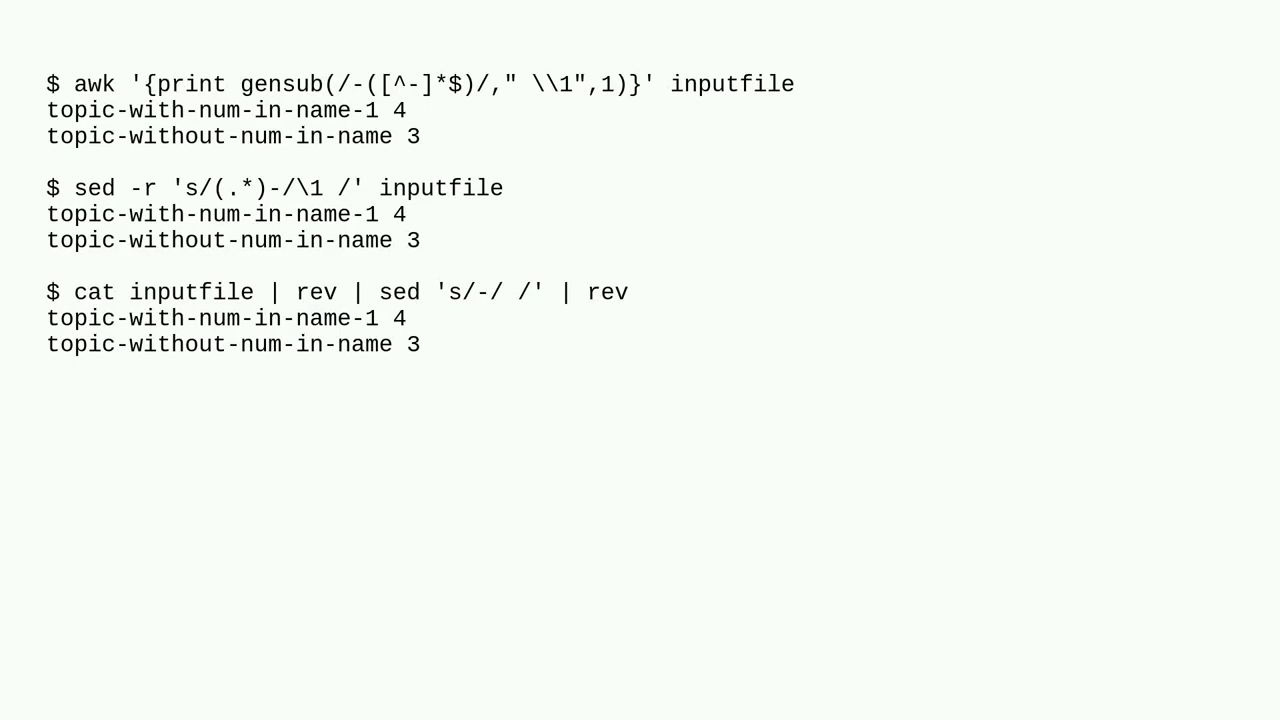 $ awk '{print gensub(/-([^-]*$)/," \\1",1)}' inputfile
topic-with-num-in-name-1 4
topic-without-num-in-name 3
$ sed -r 's/(.*)-/\1 /' inputfile
topic-with-num-in-name-1 4
topic-without-num-in-name 3
$ cat inputfile | rev | sed 's/-/ /' | rev
topic-with-num-in-name-1 4
topic-without-num-in-name 3